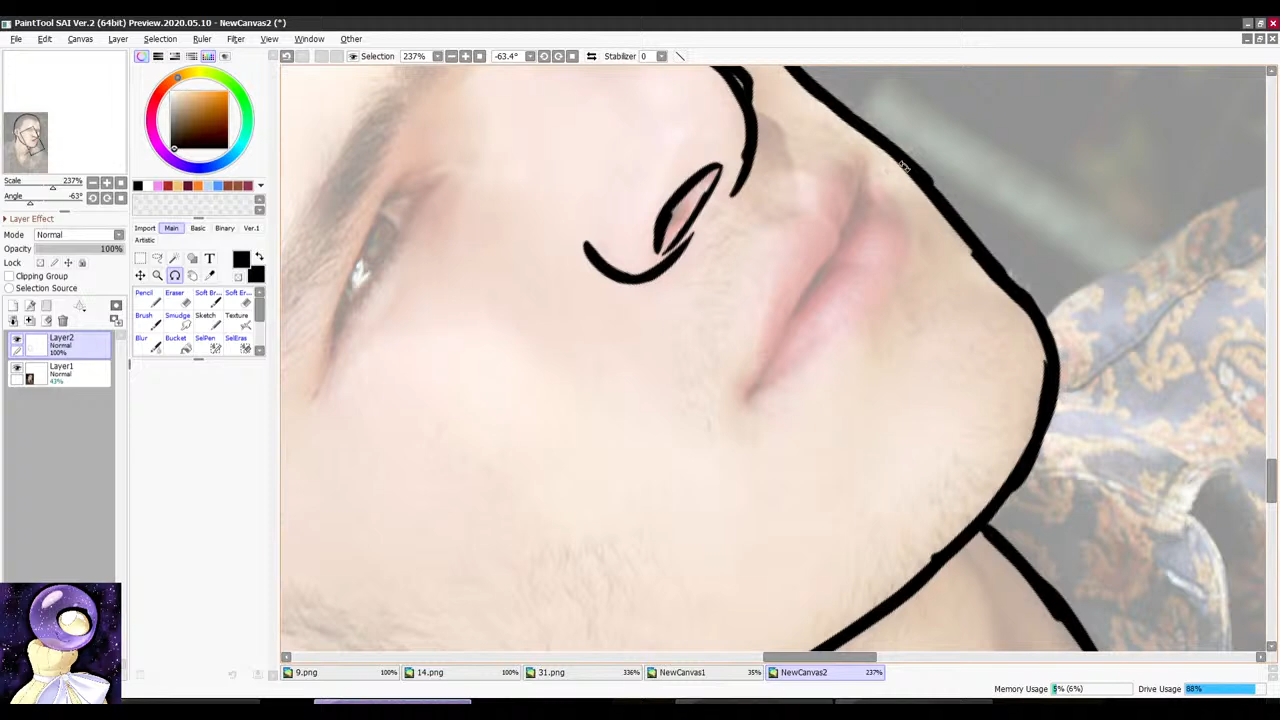 PaintTool SAI Ver.2 (64bit) Preview.2020.05.10 - NewCanvas2 (*)
File Edit Canvas Layer Selection Ruler Filter View Window Other
Selection 237% -63.4° Stabilizer 0
Scale 237%
Angle -63°
Layer Effect
Mode Normal
Opacity 100%
Lock
Clipping Group
Selection Source
Layer2
Normal
100%
Layer1
Normal
43%
Import Main Basic Binary Ver.1
Artistic
T
Pencil Eraser Soft Br... Soft Er...
Brush Smudge Sketch Texture
Blur Bucket SelPen SelEras
9.png 100% 14.png 100% 31.png 336% NewCanvas1 35% NewCanvas2 237%
Memory Usage 5% (6%) Drive Usage 88%